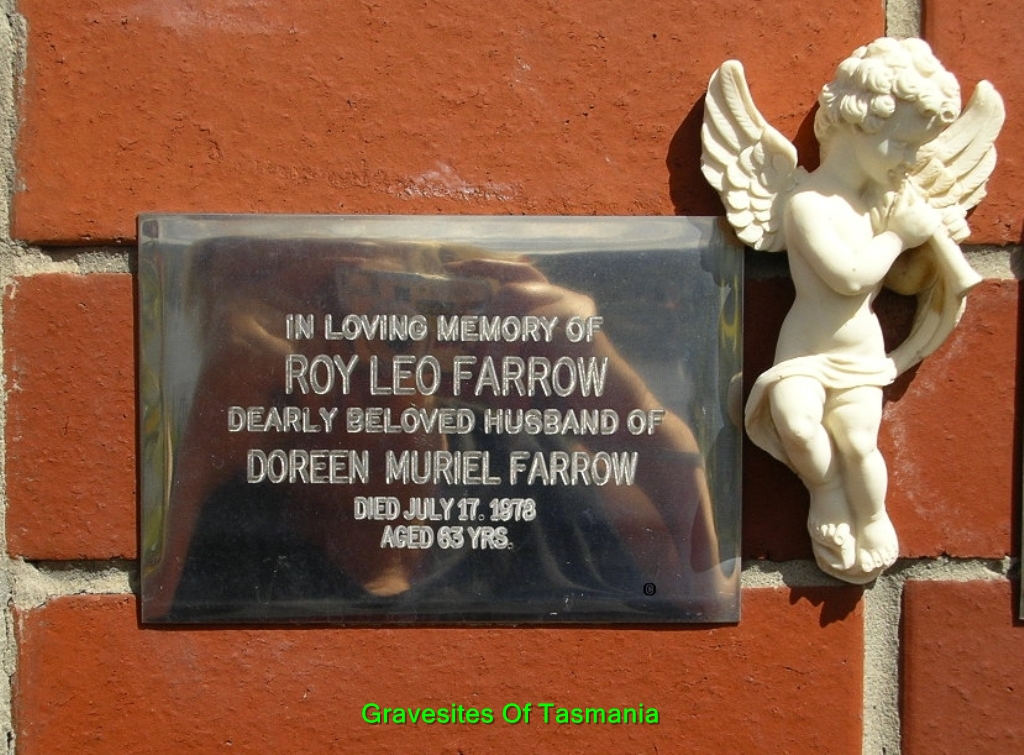 IN LOVING MEMORY OF
ROY LEO FARROW
DEARLY BELOVED HUSBAND OF
DOREEN MURIEL FARROW
DIED JULY 17. 1978
AGED 63 YRS.
©
Gravesites Of Tasmania